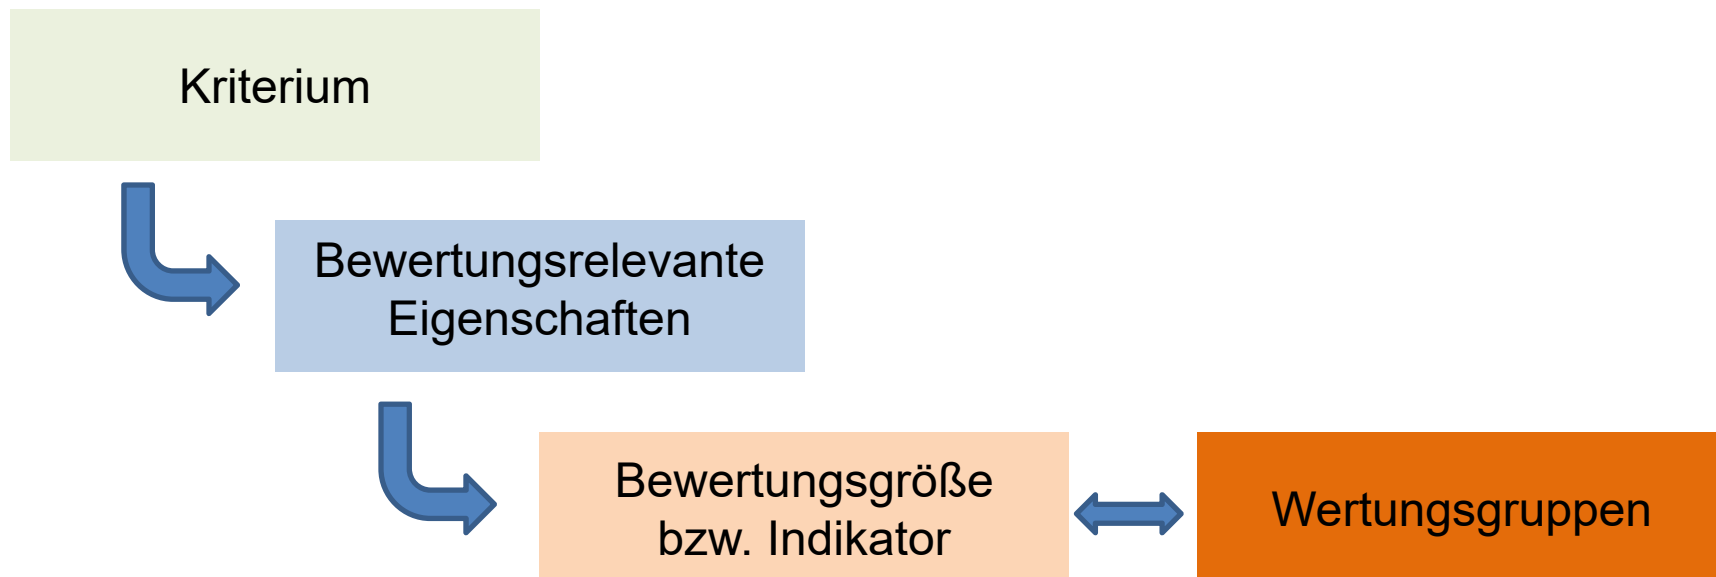 Kriterium
Bewertungsrelevante
Eigenschaften
Bewertungsgröße
bzw. Indikator
Wertungsgruppen